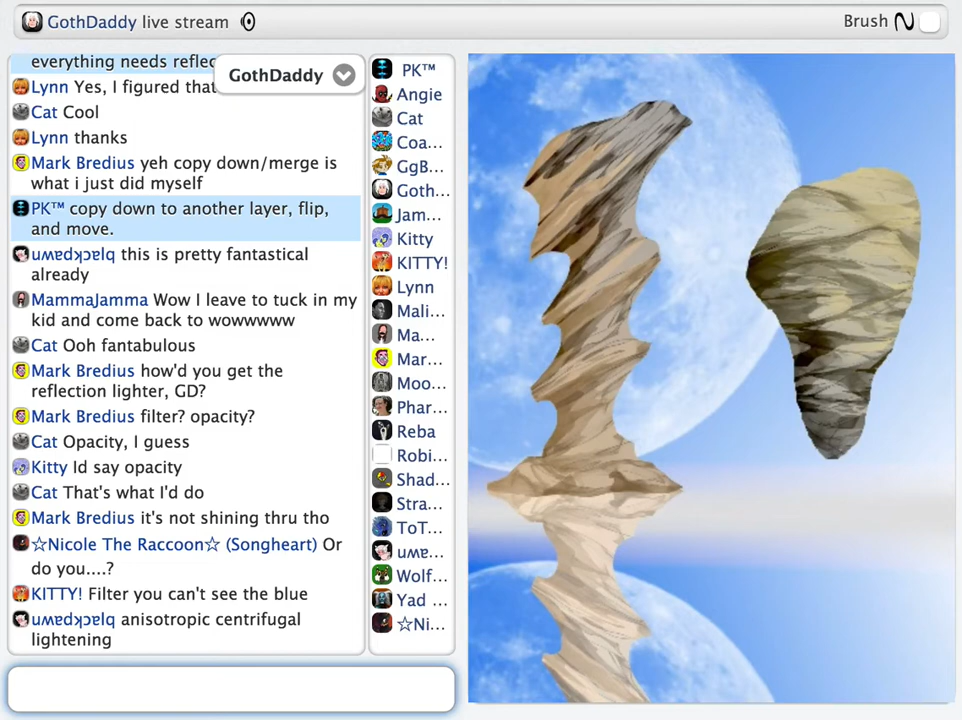 GothDaddy live stream
Brush
everything needs reflec
GothDaddy
Lynn Yes, I figured that
Cat Cool
Lynn thanks
Mark Bredius yeh copy down/merge is
what i just did myself
PK™ copy down to another layer, flip,
and move.
uʍɐdʞɔɐlq this is pretty fantastical
already
MammaJamma Wow I leave to tuck in my
kid and come back to wowwwww
Cat Ooh fantabulous
Mark Bredius how'd you get the
reflection lighter, GD?
Mark Bredius filter? opacity?
Cat Opacity, I guess
Kitty Id say opacity
Cat That's what I'd do
Mark Bredius it's not shining thru tho
☆Nicole The Raccoon☆ (Songheart) Or
do you....?
KITTY! Filter you can't see the blue
uʍɐdʞɔɐlq anisotropic centrifugal
lightening
PK™
Angie
Cat
Coa...
GgB...
Goth...
Jam...
Kitty
KITTY!
Lynn
Mali...
Ma...
Mar...
Moo...
Phar...
Reba
Robi...
Shad...
Stra...
ToT...
uʍɐ...
Wolf...
Yad ...
☆Ni...